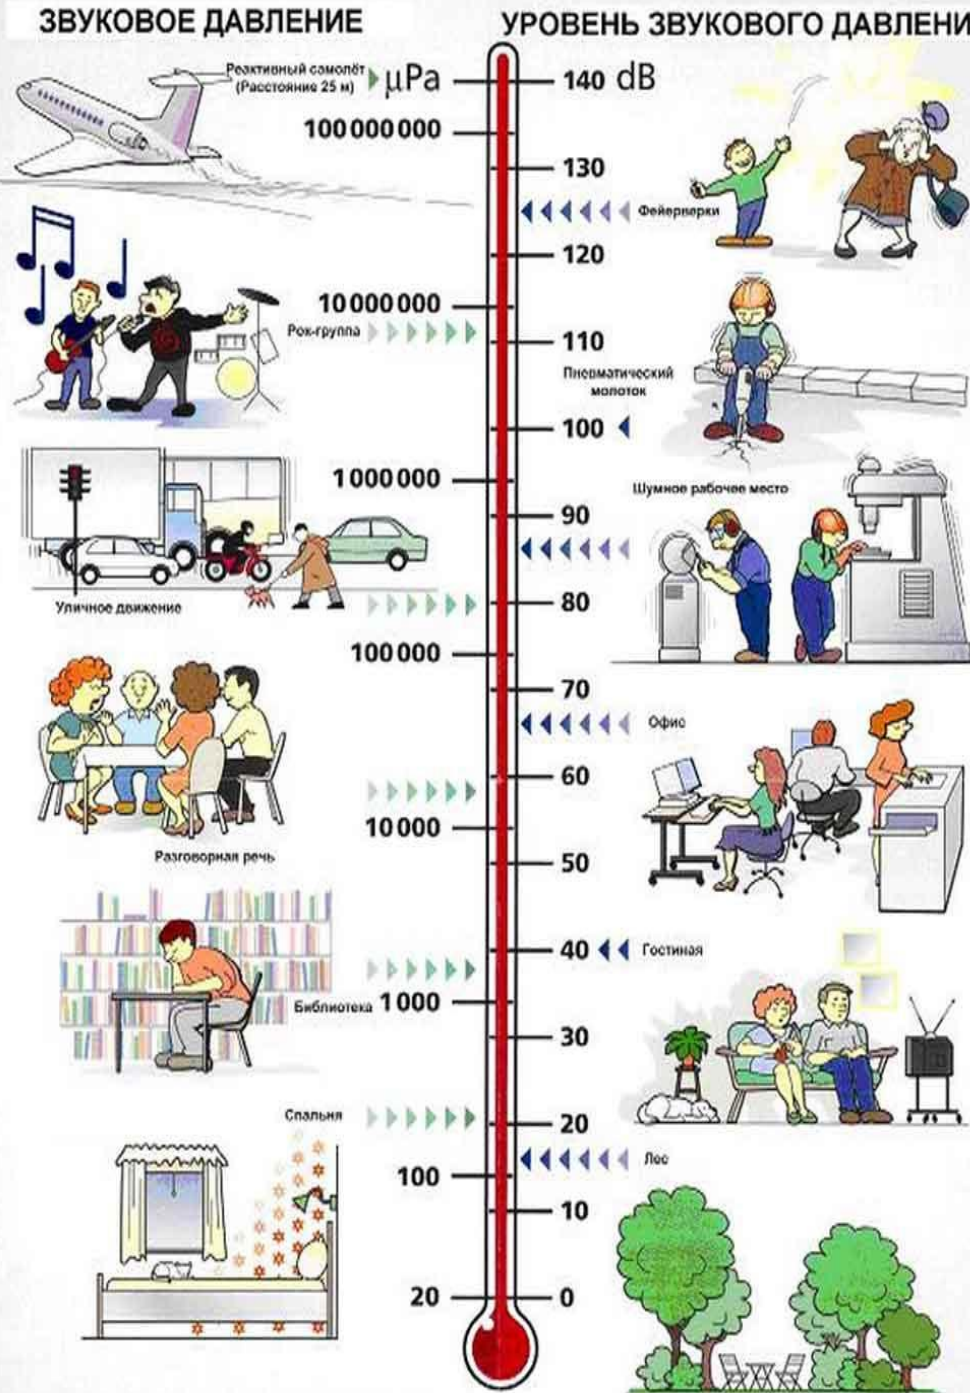 ЗВУКОВОЕ ДАВЛЕНИЕ
УРОВЕНЬ ЗВУКОВОГО ДАВЛЕНИ
Реактивный самолёт
(Расстояние 25 м)
μPa
140 dB
100 000 000
130
Фейерверки
120
10 000 000
Рок-группа
110
Пневматический
молоток
100
1 000 000
Шумное рабочее место
90
Уличное движение
80
100 000
70
Офис
60
10 000
Разговорная речь
50
40
Гостиная
Библиотека
1 000
30
Спальня
20
Лес
100
10
20
0